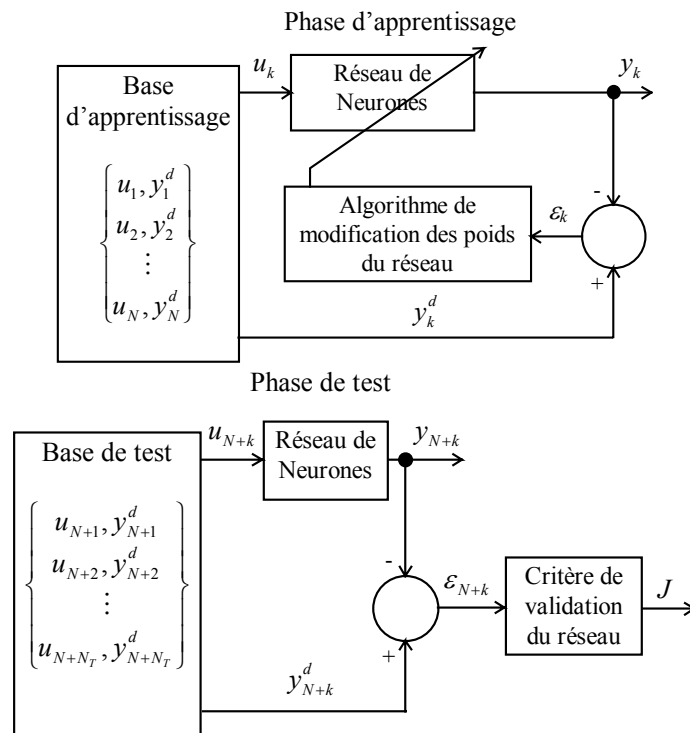 Phase d’apprentissage
Base
d’apprentissage
u_k
Réseau de
Neurones
y_k
{u_1, y_1^d
u_2, y_2^d
⋮
u_N, y_N^d}
Algorithme de
modification des poids
du réseau
ε_k
-
+
y_k^d
Phase de test
Base de test
u_{N+k}
Réseau de
Neurones
y_{N+k}
{u_{N+1}, y_{N+1}^d
u_{N+2}, y_{N+2}^d
⋮
u_{N+N_T}, y_{N+N_T}^d}
-
+
ε_{N+k}
Critère de
validation
du réseau
J
y_{N+k}^d